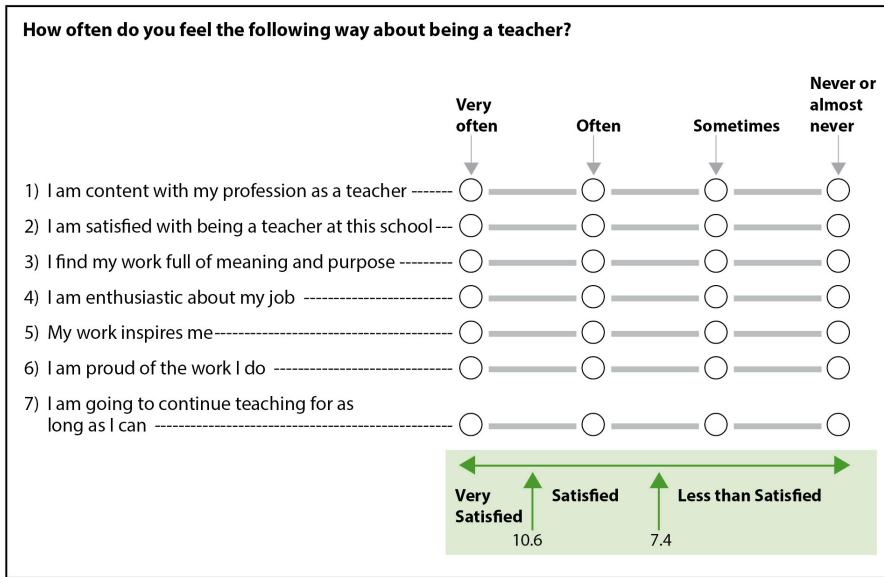 How often do you feel the following way about being a teacher?
Very
often
Often
Sometimes
Never or
almost
never
1) I am content with my profession as a teacher
2) I am satisfied with being a teacher at this school
3) I find my work full of meaning and purpose
4) I am enthusiastic about my job
5) My work inspires me
6) I am proud of the work I do
7) I am going to continue teaching for as
long as I can
Very
Satisfied
Satisfied
Less than Satisfied
10.6
7.4